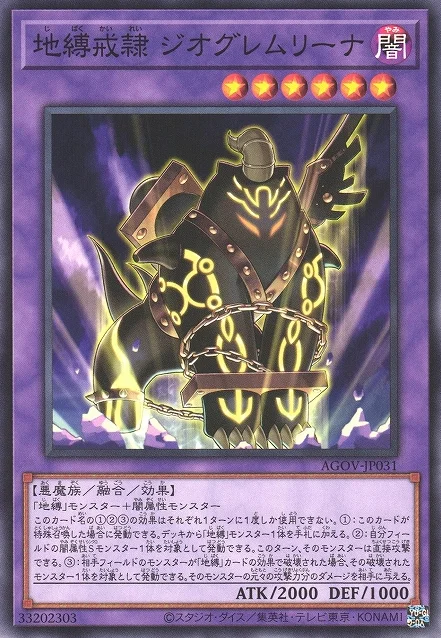 地縛戒隷 ジオグレムリーナ
闇
AGOV-JP031
【悪魔族/融合/効果】
「地縛」モンスター+闇属性モンスター
このカード名の①②③の効果はそれぞれ1ターンに1度しか使用できない。①:このカードが
特殊召喚した場合に発動できる。デッキから「地縛」モンスター1体を手札に加える。②:自分フィー
ルドの闇属性Sモンスター1体を対象として発動できる。このターン、そのモンスターは直接攻撃
できる。③:相手フィールドのモンスターが「地縛」カードの効果で破壊された場合、その破壊された
モンスター1体を対象として発動できる。そのモンスターの元々の攻撃力分のダメージを相手に与える。
ATK/2000 DEF/1000
33202303
©スタジオ・ダイス/集英社・テレビ東京・KONAMI